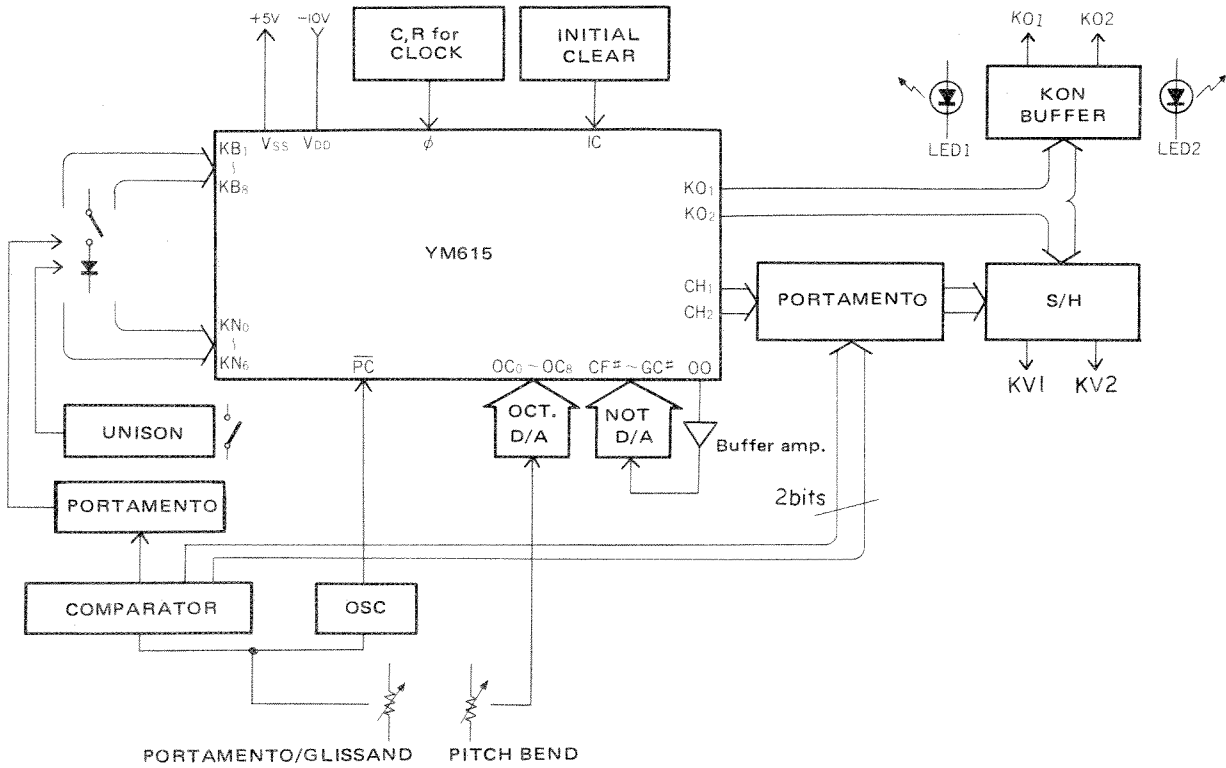 +5V
-10V
C,R for
CLOCK
INITIAL
CLEAR
KO1
KO2
KON
BUFFER
LED1
LED2
VSS
VDD
ϕ
IC
KB1
~
KB8
KO1
KO2
YM615
CH1
CH2
PORTAMENTO
S/H
KN0
~
KN6
PC
OC0 ~ OC8
CF# ~ GC#
OO
KV1
KV2
UNISON
OCT.
D/A
NOT
D/A
Buffer amp.
PORTAMENTO
2bits
COMPARATOR
OSC
PORTAMENTO/GLISSAND
PITCH BEND